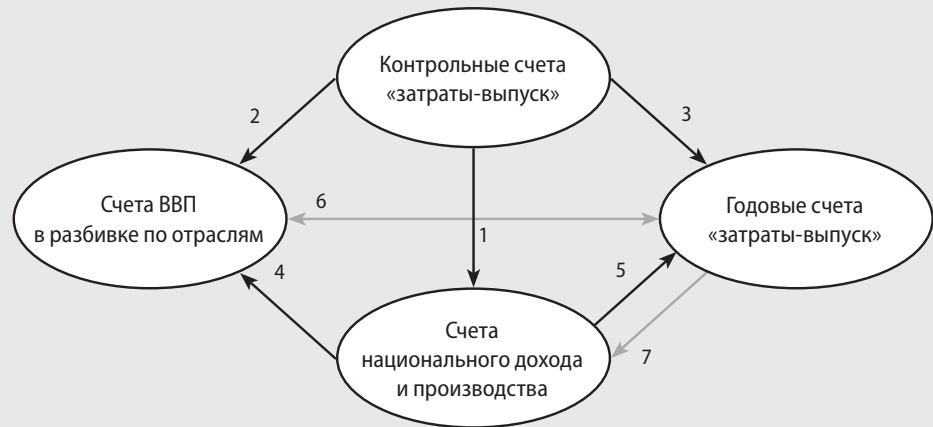 Контрольные счета
«затраты-выпуск»
2
3
Счета ВВП
в разбивке по отраслям
6
Годовые счета
«затраты-выпуск»
1
4
5
Счета
национального дохода
и производства
7